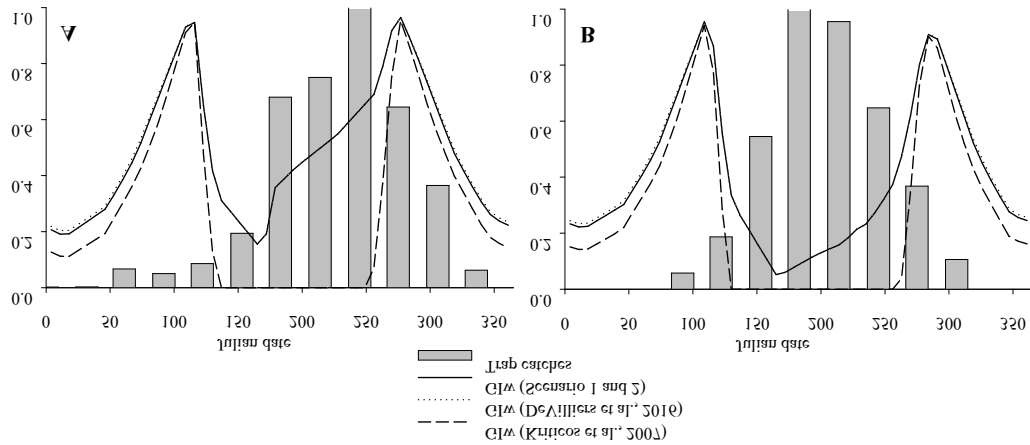 A
B
1.0
0.8
0.6
0.4
0.2
0.0
0 50 100 150 200 250 300 350
Julian date
1.0
0.8
0.6
0.4
0.2
0.0
0 50 100 150 200 250 300 350
Julian date
Trap catches
GIw (Scenario 1 and 2)
GIw (DeVilliers et al., 2016)
GIw (Kriticos et al., 2007)